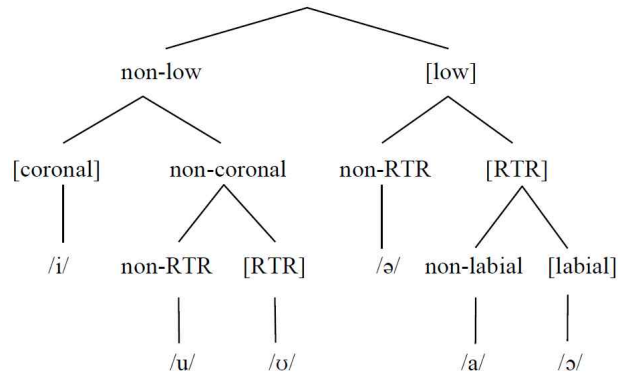 non-low [low]
[coronal] non-coronal non-RTR [RTR]
/i/ non-RTR [RTR] /ə/ non-labial [labial]
/u/ /ʊ/ /a/ /ɔ/